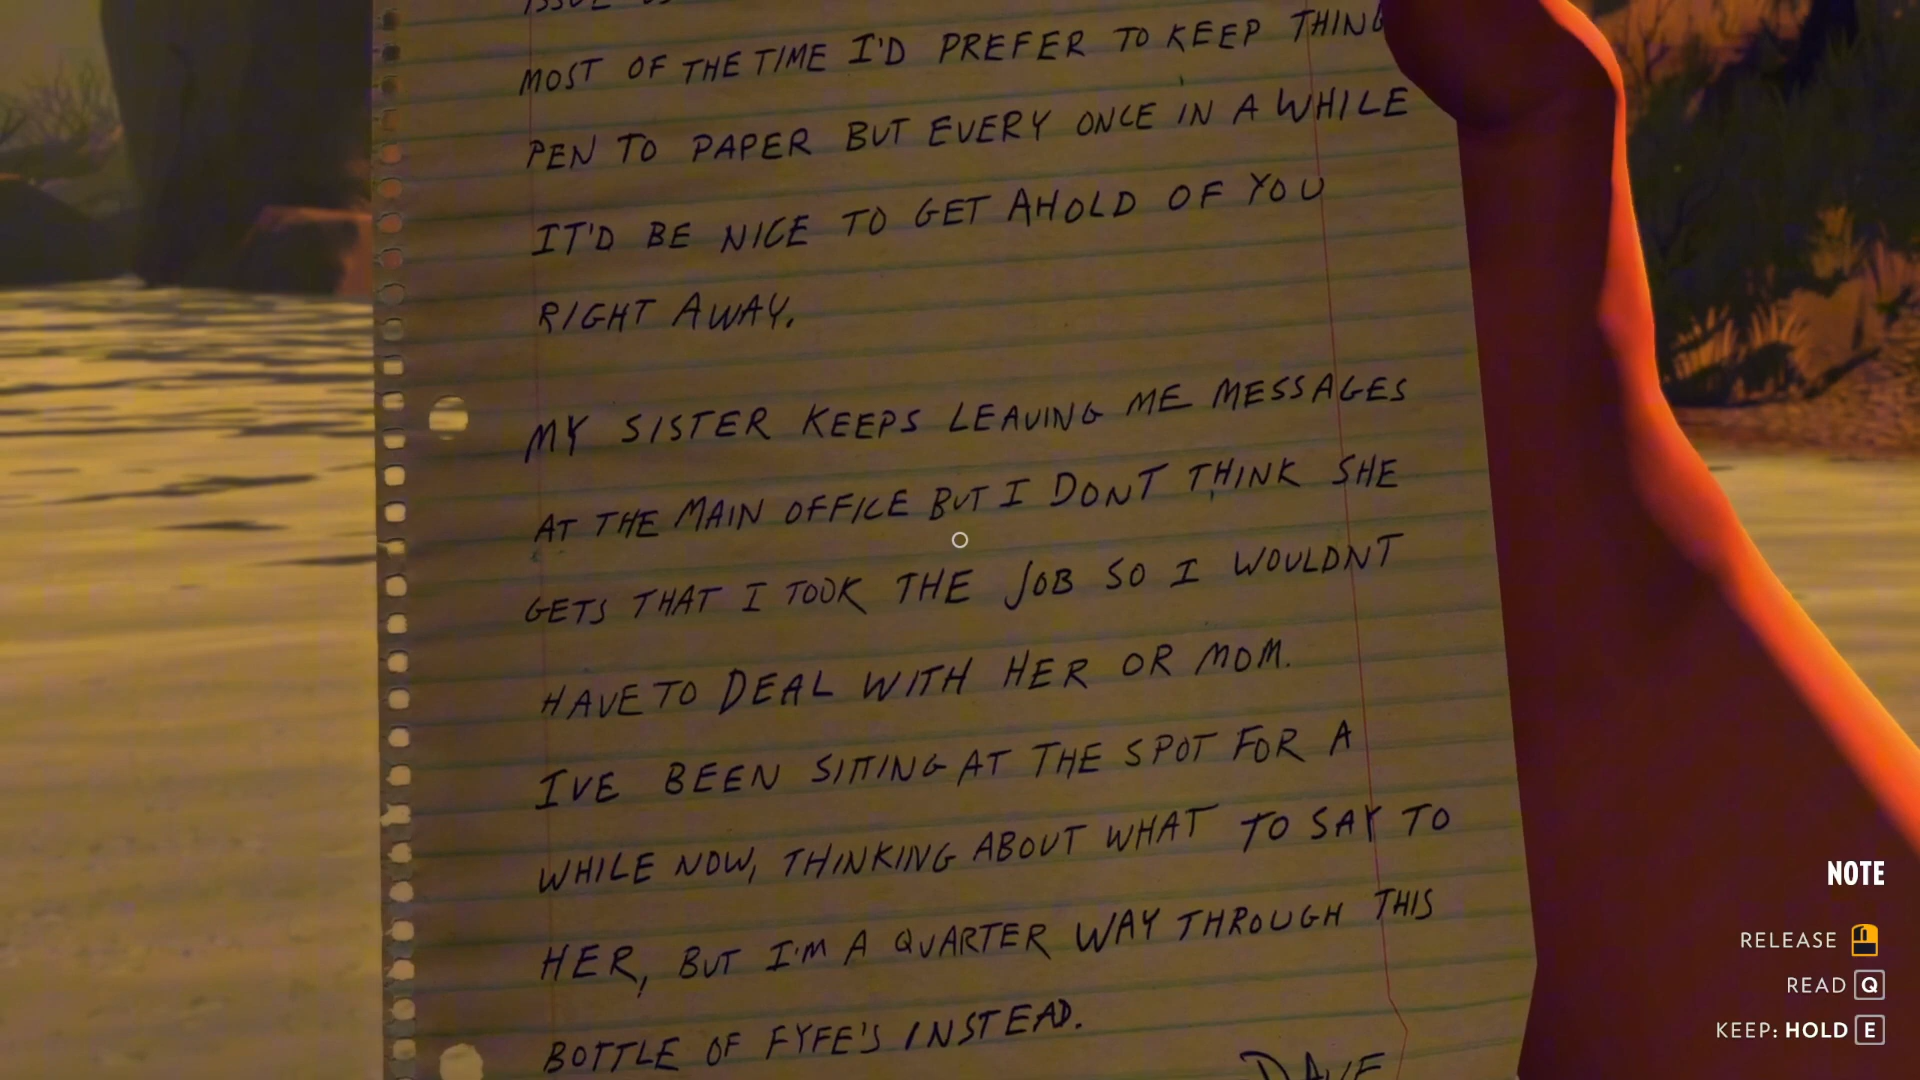 MOST OF THE TIME I'D PREFER TO KEEP THING
PEN TO PAPER BUT EVERY ONCE IN A WHILE
IT'D BE NICE TO GET AHOLD OF YOU
RIGHT AWAY.
MY SISTER KEEPS LEAVING ME MESSAGES
AT THE MAIN OFFICE BUT I DONT THINK SHE
GETS THAT I TOOK THE JOB SO I WOULDNT
HAVE TO DEAL WITH HER OR MOM.
IVE BEEN SITTING AT THE SPOT FOR A
WHILE NOW, THINKING ABOUT WHAT TO SAY TO
HER, BUT I'M A QUARTER WAY THROUGH THIS
BOTTLE OF FYFE'S INSTEAD.
DAVE
NOTE
RELEASE
READ Q
KEEP: HOLD E